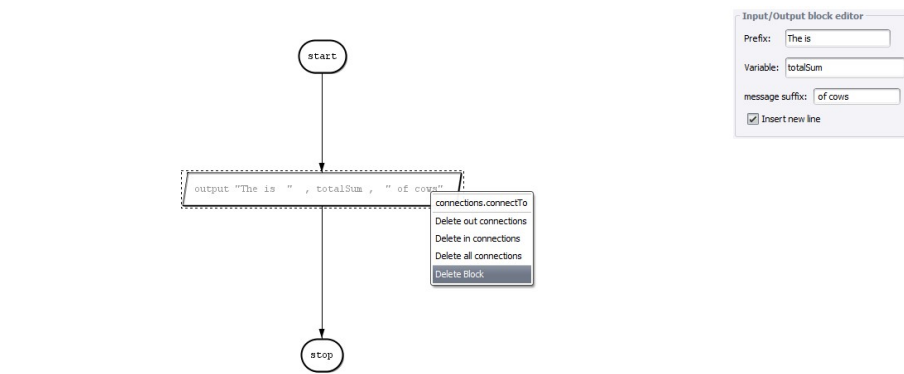 Input/Output block editor
Prefix: The is
Variable: totalSum
message suffix: of cows
Insert new line
start
output "The is " , totalSum , " of cows"
connections.connectTo
Delete out connections
Delete in connections
Delete all connections
Delete Block
stop